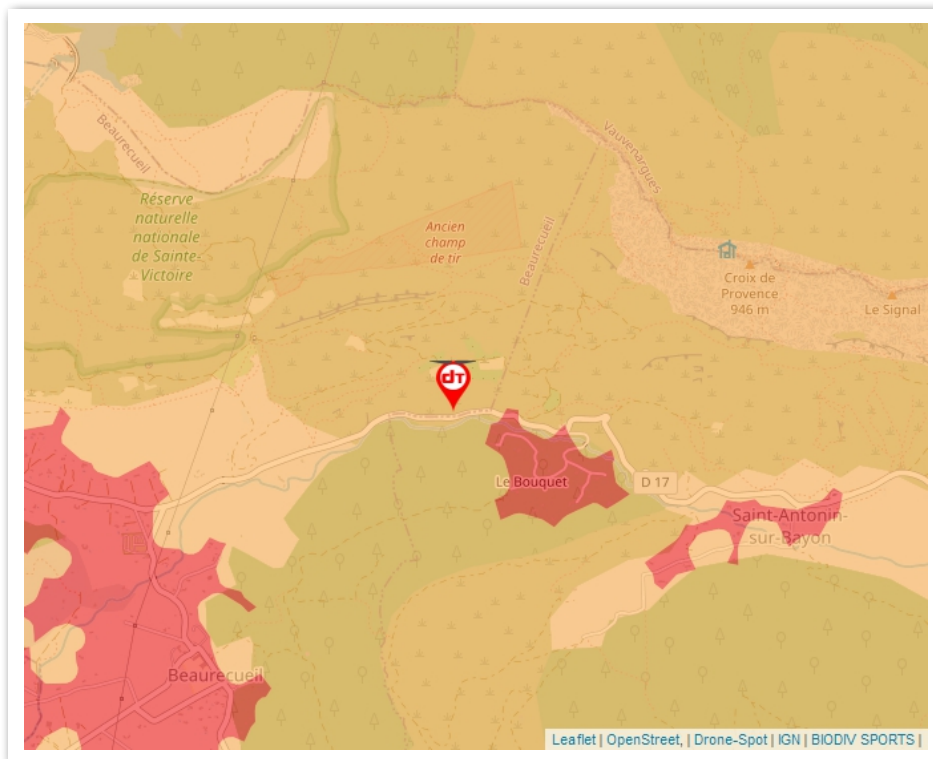 Beaurecueil
Vauvenargues
Réserve
naturelle
nationale
de Sainte-
Victoire
Ancien
champ
de tir
Beaurecueil
Croix de
Provence
946 m
Le Signal
dT
Le Bouquet
D 17
Saint-Antonin-
sur-Bayon
Beaurecueil
Leaflet | OpenStreet, | Drone-Spot | IGN | BIODIV SPORTS |